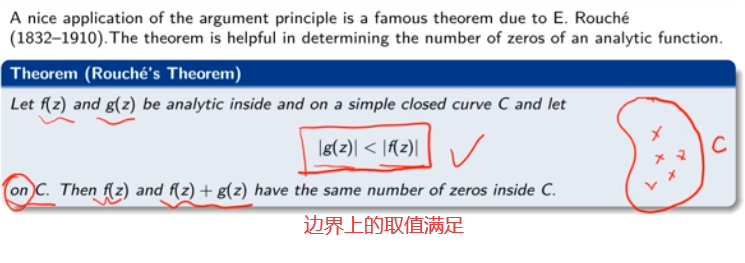 A nice application of the argument principle is a famous theorem due to E. Rouché
(1832–1910).The theorem is helpful in determining the number of zeros of an analytic function.
Theorem (Rouché's Theorem)
Let f(z) and g(z) be analytic inside and on a simple closed curve C and let
|g(z)| < |f(z)|
on C. Then f(z) and f(z) + g(z) have the same number of zeros inside C.
C
边界上的取值满足